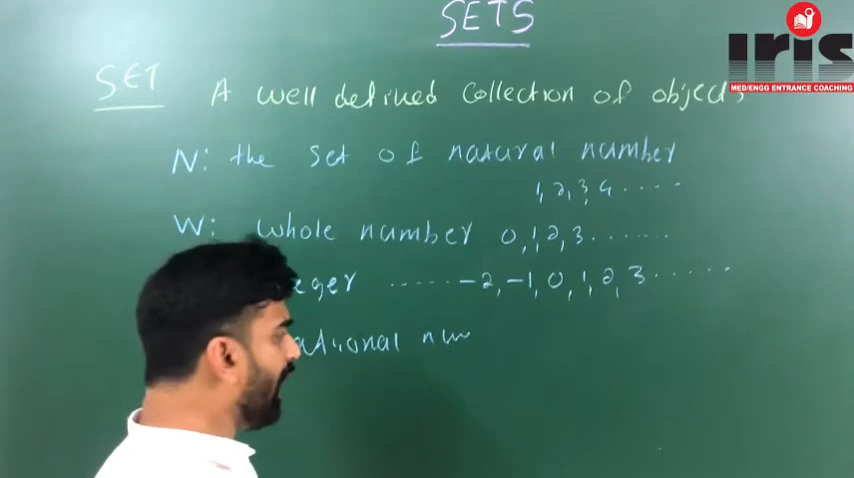 SETS
IRIS
MED/ENGG ENTRANCE COACHING
SET A well defined collection of objects
N: the set of natural number
1, 2, 3, 4 .....
W: whole number 0, 1, 2, 3 .......
eger ...... -2, -1, 0, 1, 2, 3 ......
ational num